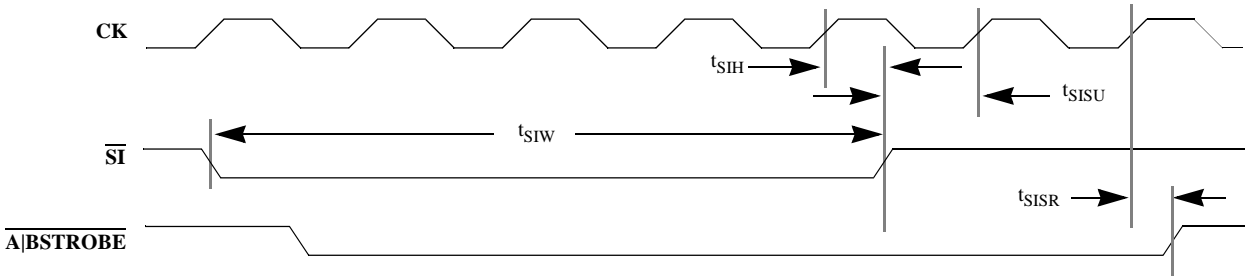 CK
tSIH
tSISU
tSIW
SI
tSISR
A|BSTROBE